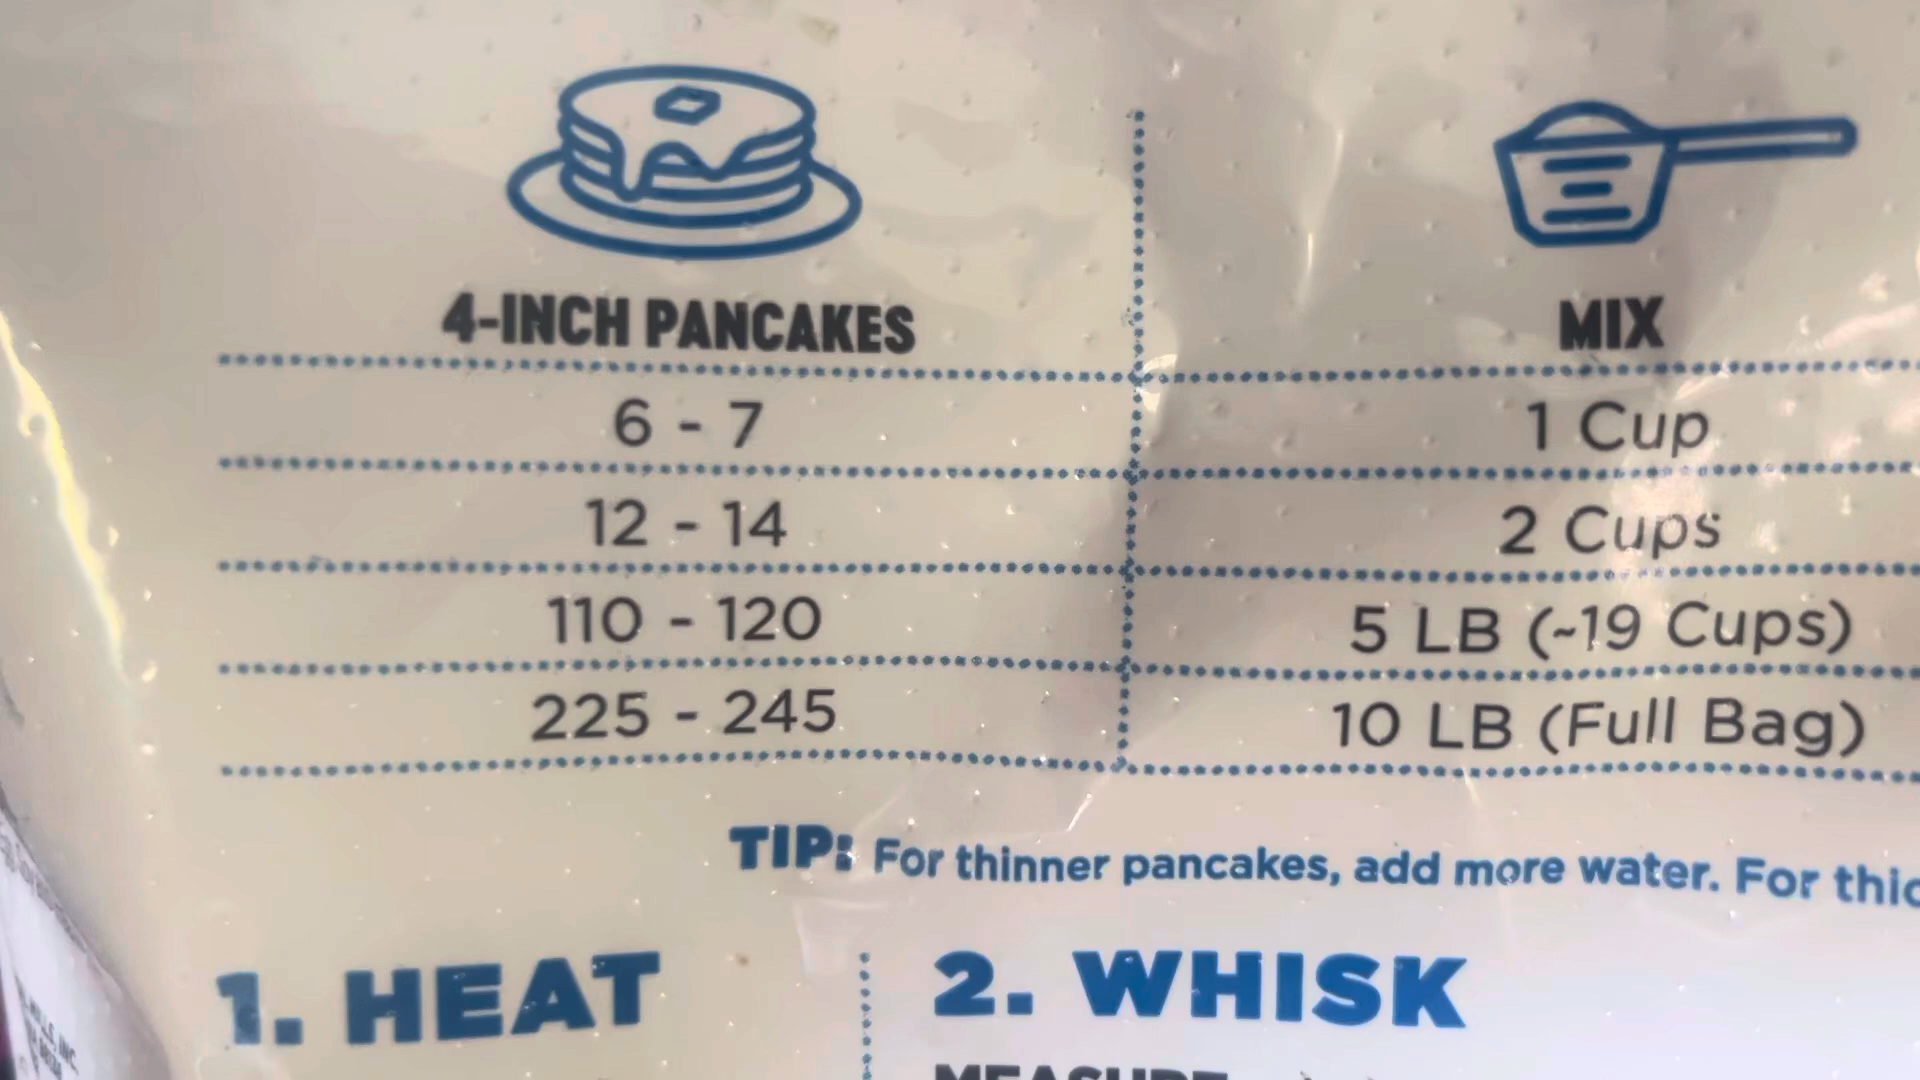 4-INCH PANCAKES MIX
6 - 7 1 Cup
12 - 14 2 Cups
110 - 120 5 LB (~19 Cups)
225 - 245 10 LB (Full Bag)
TIP: For thinner pancakes, add more water. For thic
1. HEAT 2. WHISK
MEASURE